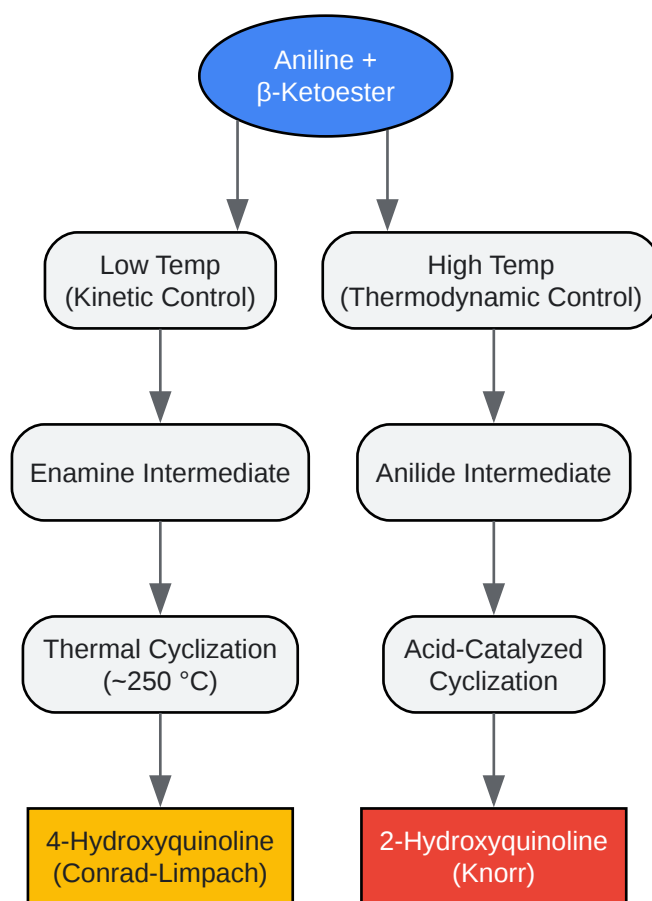 Aniline +
β-Ketoester
Low Temp
(Kinetic Control)
High Temp
(Thermodynamic Control)
Enamine Intermediate
Anilide Intermediate
Thermal Cyclization
(~250 °C)
Acid-Catalyzed
Cyclization
4-Hydroxyquinoline
(Conrad-Limpach)
2-Hydroxyquinoline
(Knorr)